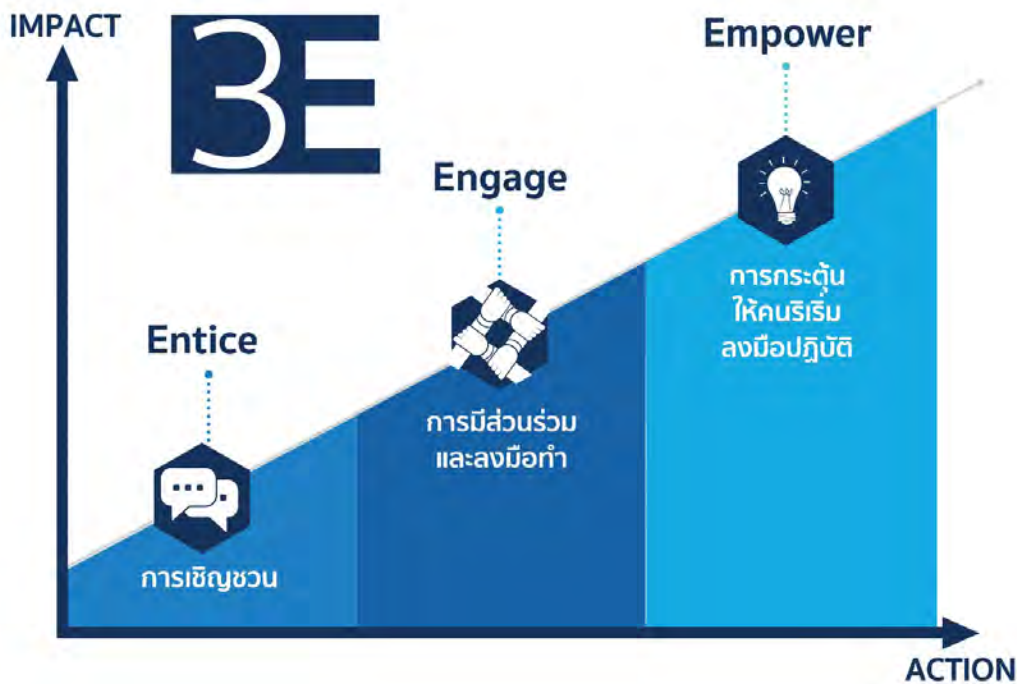 IMPACT
3E
Empower
Engage
Entice
การกระตุ้น
ให้คนริเริ่ม
ลงมือปฏิบัติ
การมีส่วนร่วม
และลงมือทำ
การเชิญชวน
ACTION